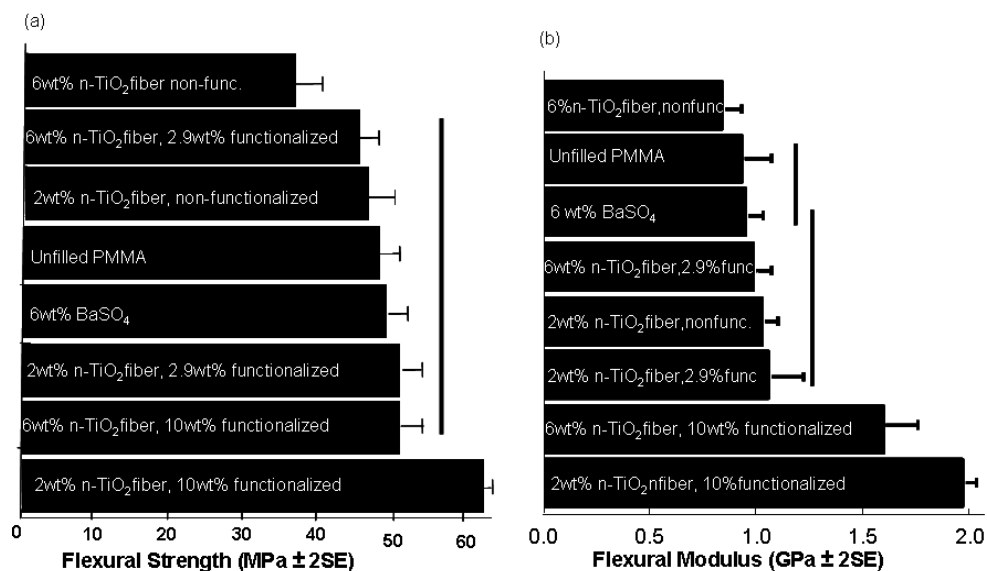 (a)
6wt% n-TiO₂fiber non-func.
6wt% n-TiO₂fiber, 2.9wt% functionalized
2wt% n-TiO₂fiber, non-functionalized
Unfilled PMMA
6wt% BaSO₄
2wt% n-TiO₂fiber, 2.9wt% functionalized
6wt% n-TiO₂fiber, 10wt% functionalized
2wt% n-TiO₂fiber, 10wt% functionalized
0 10 20 30 40 50 60
Flexural Strength (MPa ± 2SE)
(b)
6%n-TiO₂fiber,nonfunc
Unfilled PMMA
6 wt% BaSO₄
6wt% n-TiO₂fiber,2.9%func
2wt% n-TiO₂fiber,nonfunc.
2wt% n-TiO₂fiber,2.9%func
6wt% n-TiO₂fiber, 10wt% functionalized
2wt% n-TiO₂nfiber, 10%functionalized
0.0 0.5 1.0 1.5 2.0
Flexural Modulus (GPa ± 2SE)